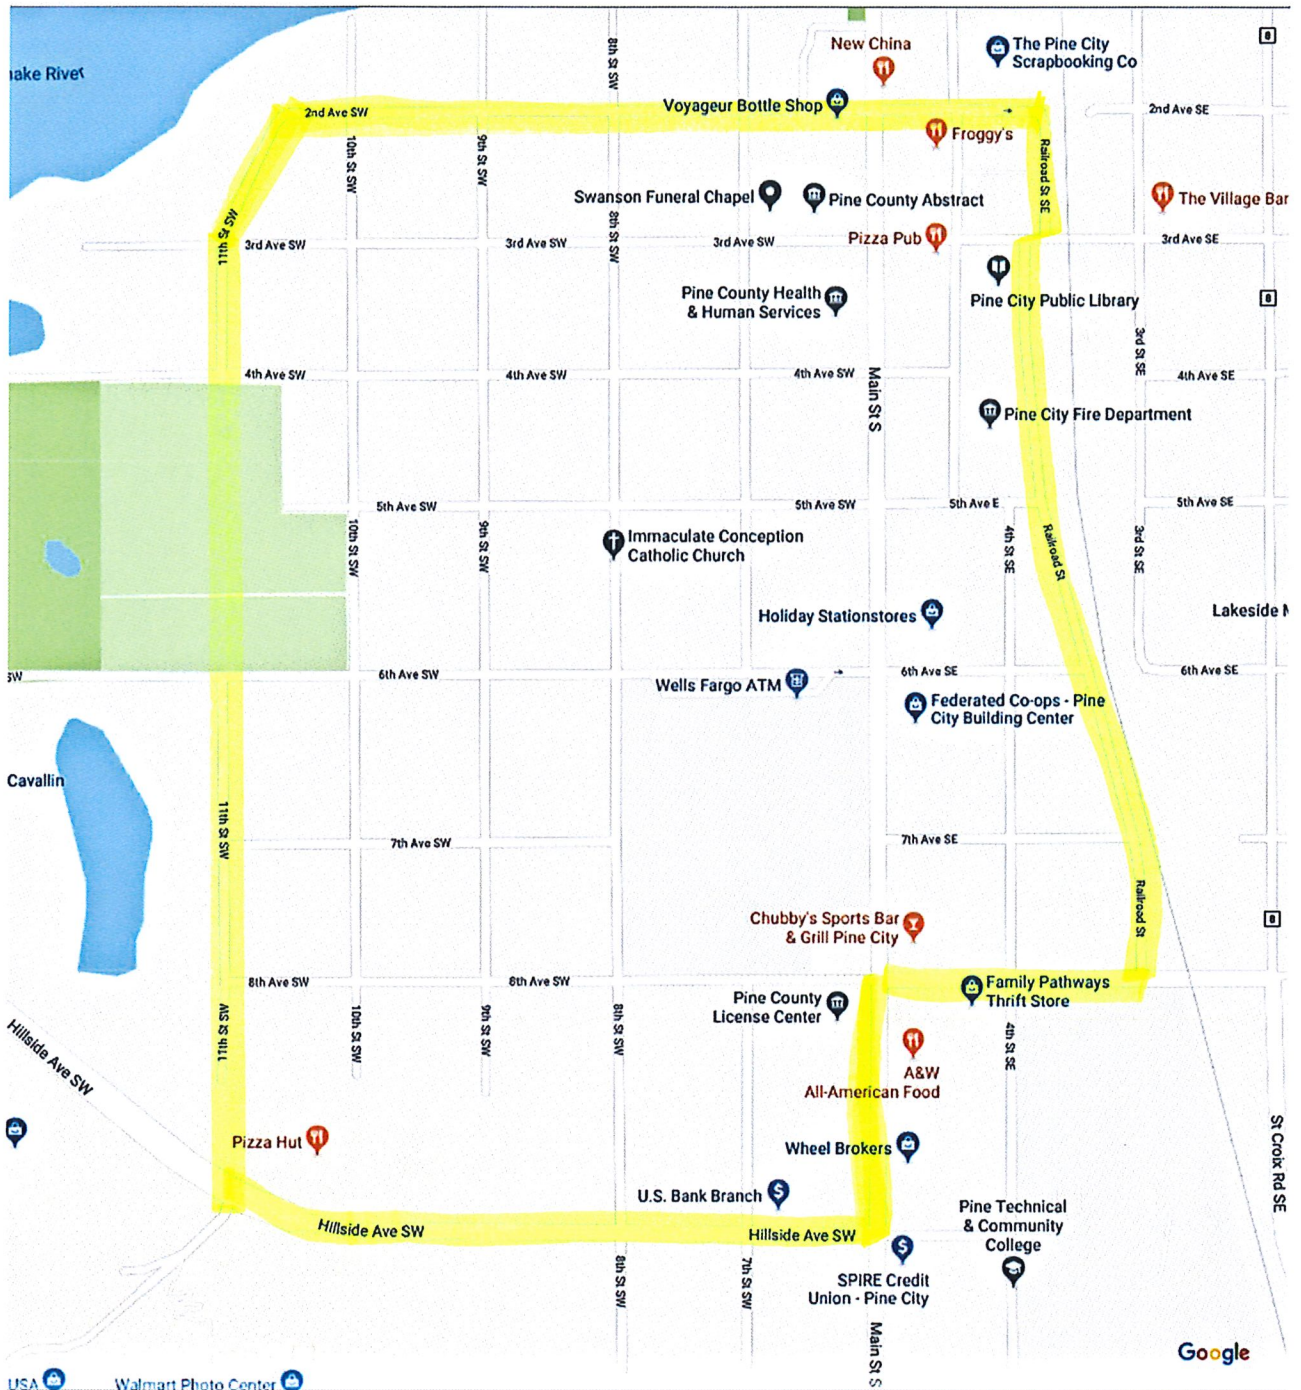 8th St SW
New China
The Pine City
Scrapbooking Co
8
2nd Ave SW
Voyageur Bottle Shop
2nd Ave SE
Froggy's
10th St SW
9th St SW
Railroad St SE
Swanson Funeral Chapel
Pine County Abstract
The Village Bar
11th St SW
8th St SW
3rd Ave SW
3rd Ave SW
3rd Ave SW
Pizza Pub
3rd Ave SE
Pine County Health
& Human Services
Pine City Public Library
8
3rd St SE
4th Ave SW
4th Ave SW
4th Ave SW
Main St S
4th Ave SE
Pine City Fire Department
5th Ave SW
5th Ave SW
5th Ave E
5th Ave SE
10th St SW
9th St SW
Immaculate Conception
Catholic Church
4th St SE
Railroad St
3rd St SE
Holiday Stationstores
Lakeside
SW
6th Ave SW
Wells Fargo ATM
6th Ave SE
6th Ave SE
Federated Co-ops - Pine
City Building Center
Cavallin
11th St SW
7th Ave SW
7th Ave SE
Railroad St
Chubby's Sports Bar
& Grill Pine City
8
8th Ave SW
8th Ave SW
Family Pathways
Thrift Store
Pine County
License Center
11th St SW
10th St SW
9th St SW
8th St SW
4th St SE
Hillside Ave SW
A&W
All-American Food
Pizza Hut
Wheel Brokers
St Croix Rd SE
U.S. Bank Branch
Pine Technical
& Community
College
Hillside Ave SW
Hillside Ave SW
8th St SW
7th St SW
SPIRE Credit
Union - Pine City
Main St S
Google
USA
Walmart Photo Center